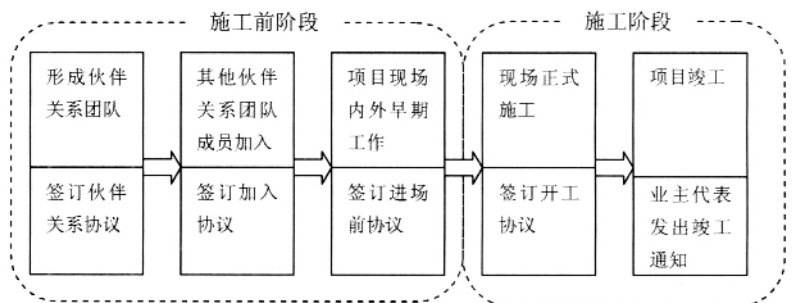 施工前阶段
施工阶段
形成伙伴
关系团队
签订伙伴
关系协议
其他伙伴
关系团队
成员加入
签订加入
协议
项目现场
内外早期
工作
签订进场
前协议
现场正式
施工
签订开工
协议
项目竣工
业主代表
发出竣工
通知